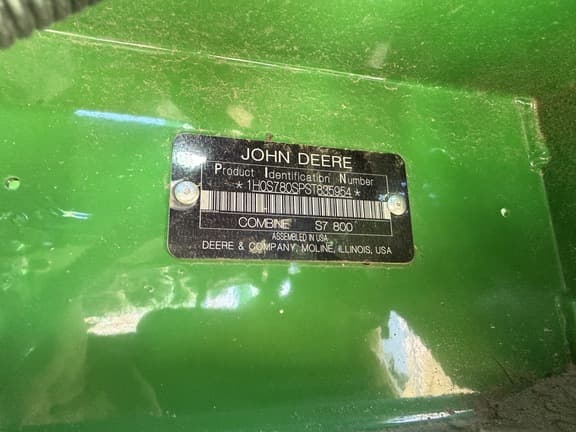 JOHN DEERE
Product Identification Number
*1H0S780SPST835954*
COMBINE S7 800
ASSEMBLED IN USA
DEERE & COMPANY, MOLINE, ILLINOIS, USA